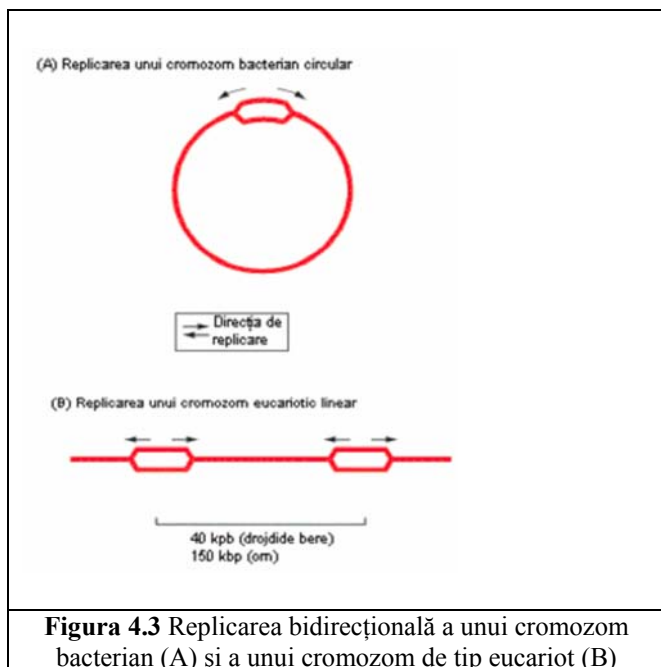 (A) Replicarea unui cromozom bacterian circular
Direcția de
replicare
(B) Replicarea unui cromozom eucariotic linear
40 kpb (drojdide bere)
150 kbp (om)
Figura 4.3 Replicarea bidirecțională a unui cromozom
bacterian (A) și a unui cromozom de tip eucariot (B)